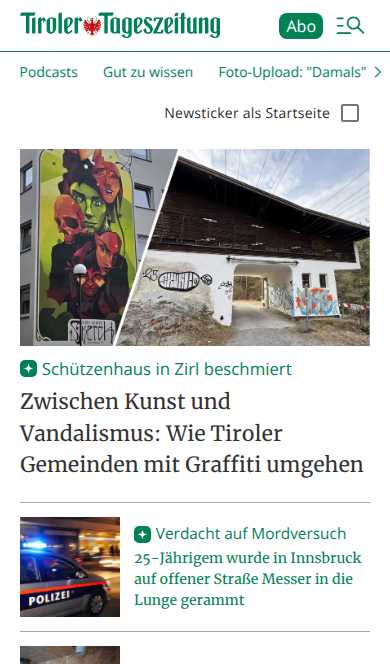 Tiroler Tageszeitung
Abo
Podcasts Gut zu wissen Foto-Upload: "Damals"
Newsticker als Startseite
Schützenhaus in Zirl beschmiert
Zwischen Kunst und
Vandalismus: Wie Tiroler
Gemeinden mit Graffiti umgehen
POLIZEI
Verdacht auf Mordversuch
25-Jährigem wurde in Innsbruck
auf offener Straße Messer in die
Lunge gerammt